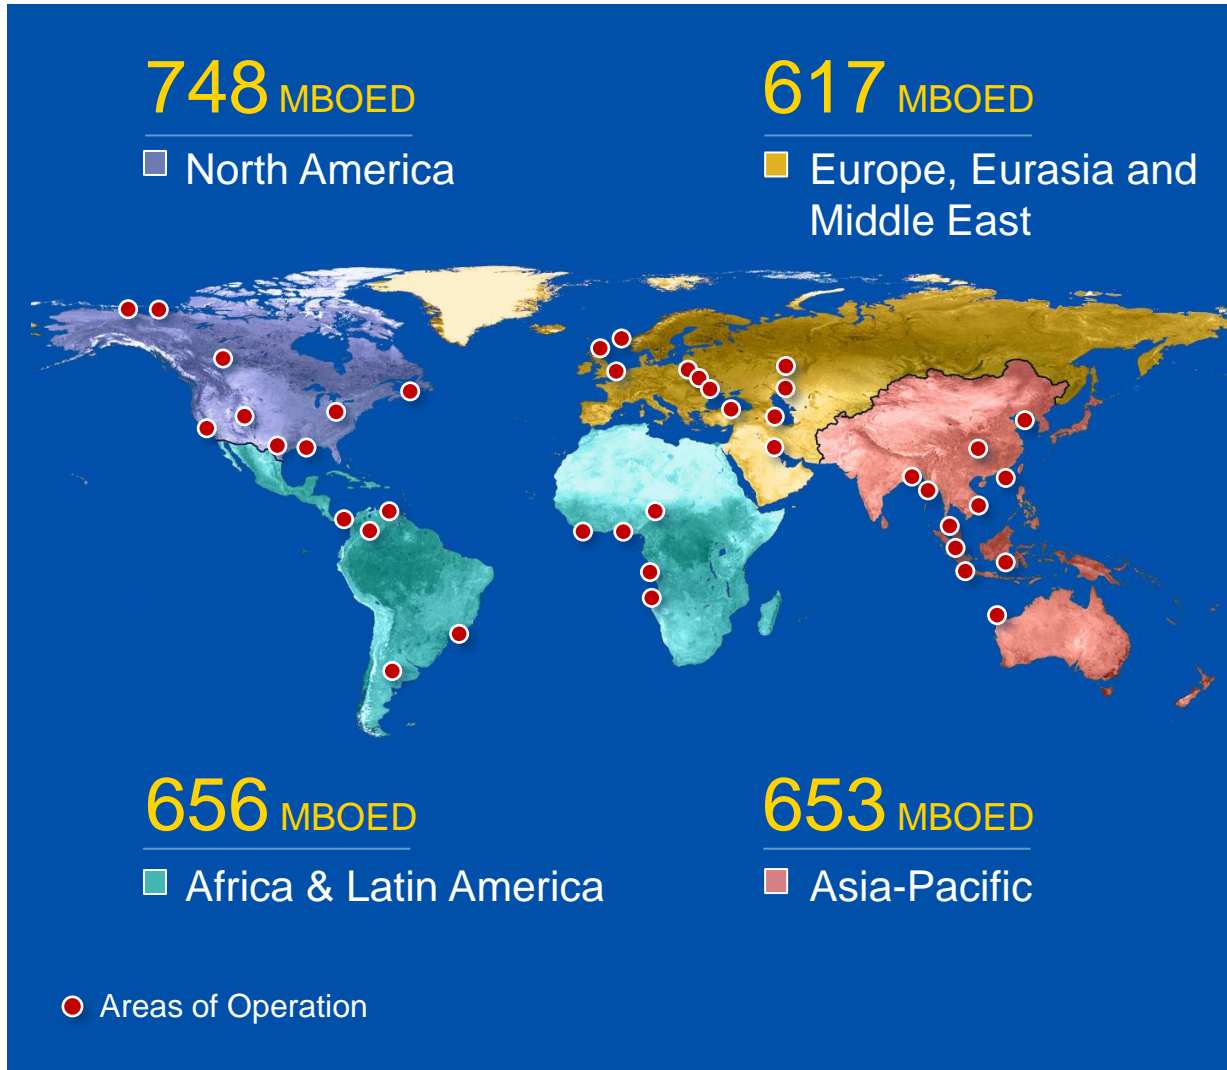 748 MBOED
North America
617 MBOED
Europe, Eurasia and
Middle East
656 MBOED
Africa & Latin America
653 MBOED
Asia-Pacific
Areas of Operation